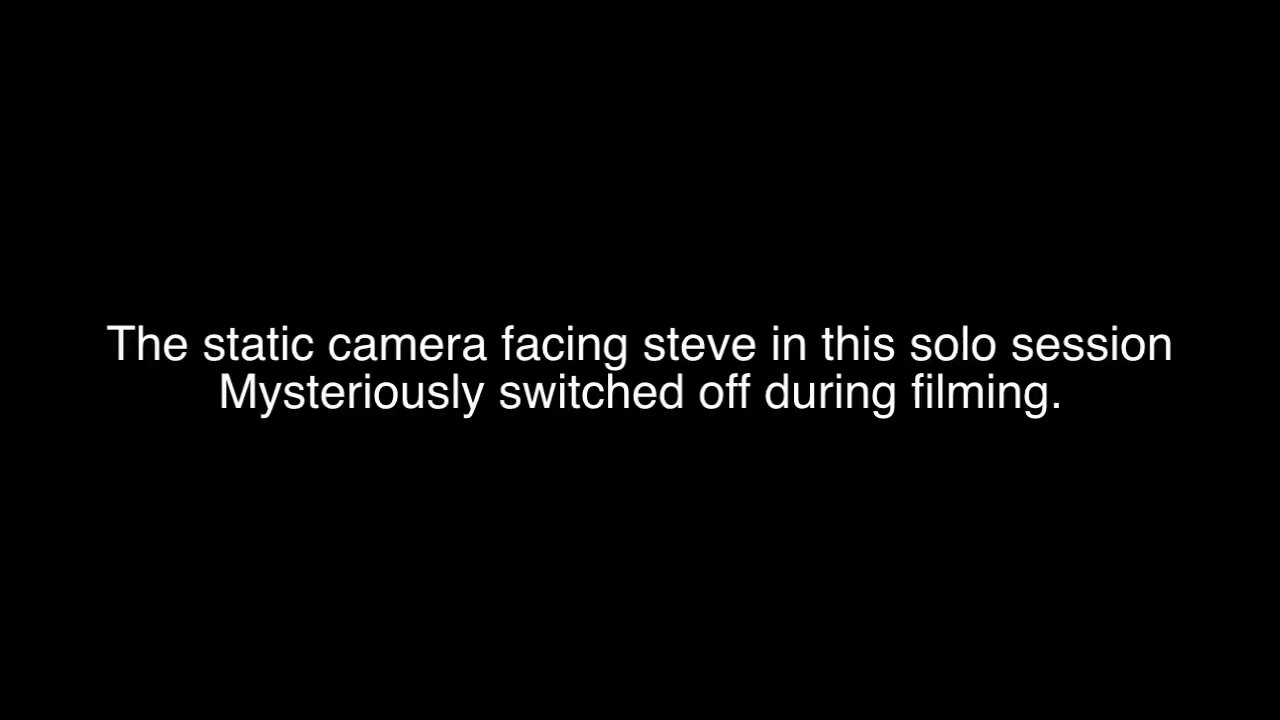 The static camera facing steve in this solo session
Mysteriously switched off during filming.